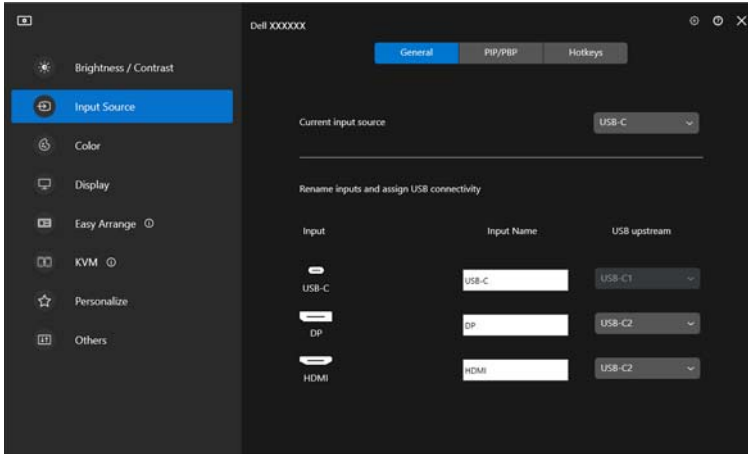 Dell XXXXXX
General PIP/PBP Hotkeys
Brightness / Contrast
Input Source
Color
Display
Easy Arrange
KVM
Personalize
Others
Current input source USB-C
Rename inputs and assign USB connectivity
Input Input Name USB upstream
USB-C USB-C USB-C1
DP DP USB-C2
HDMI HDMI USB-C2